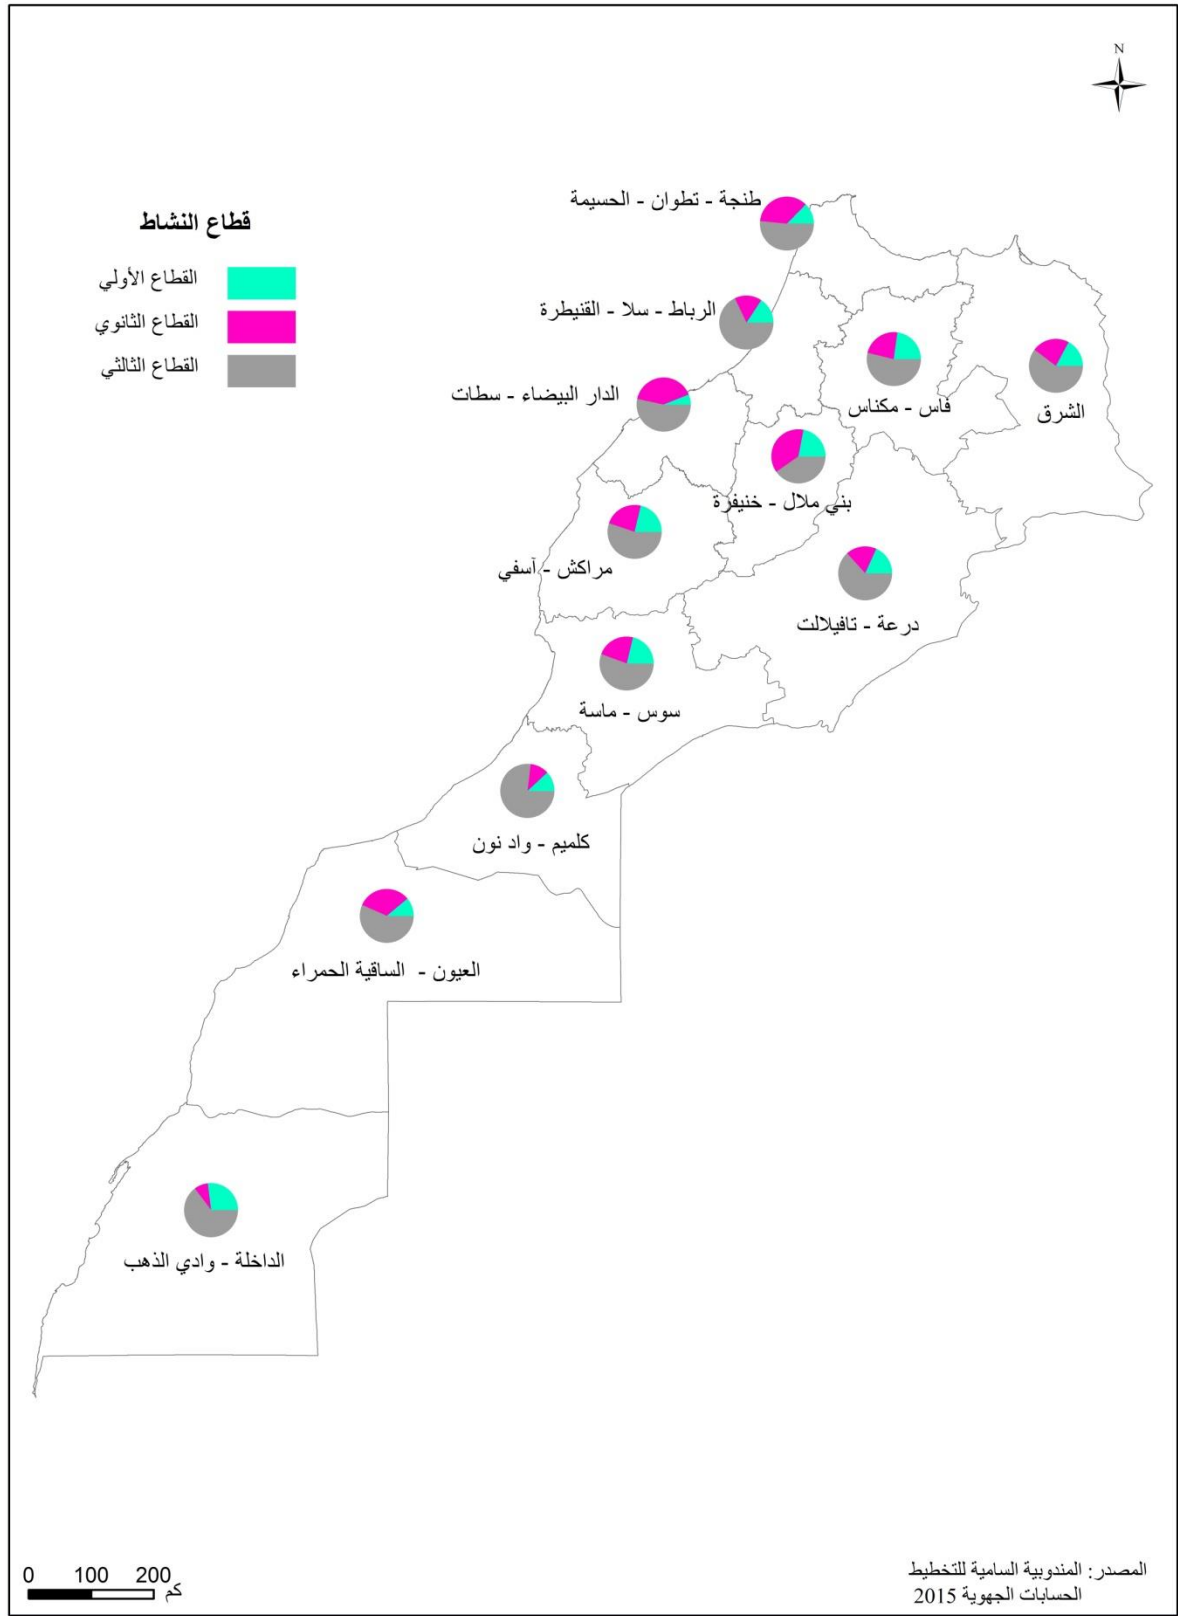 N
قطاع النشاط
القطاع الأولي
القطاع الثانوي
القطاع الثالثي
طنجة - تطوان - الحسيمة
الرباط - سلا - القنيطرة
الدار البيضاء - سطات
فاس - مكناس
الشرق
بني ملال - خنيفرة
مراكش - آسفي
درعة - تافيلالت
سوس - ماسة
كلميم - واد نون
العيون - الساقية الحمراء
الداخلة - وادي الذهب
0 100 200
كم
المصدر: المندوبية السامية للتخطيط
الحسابات الجهوية 2015